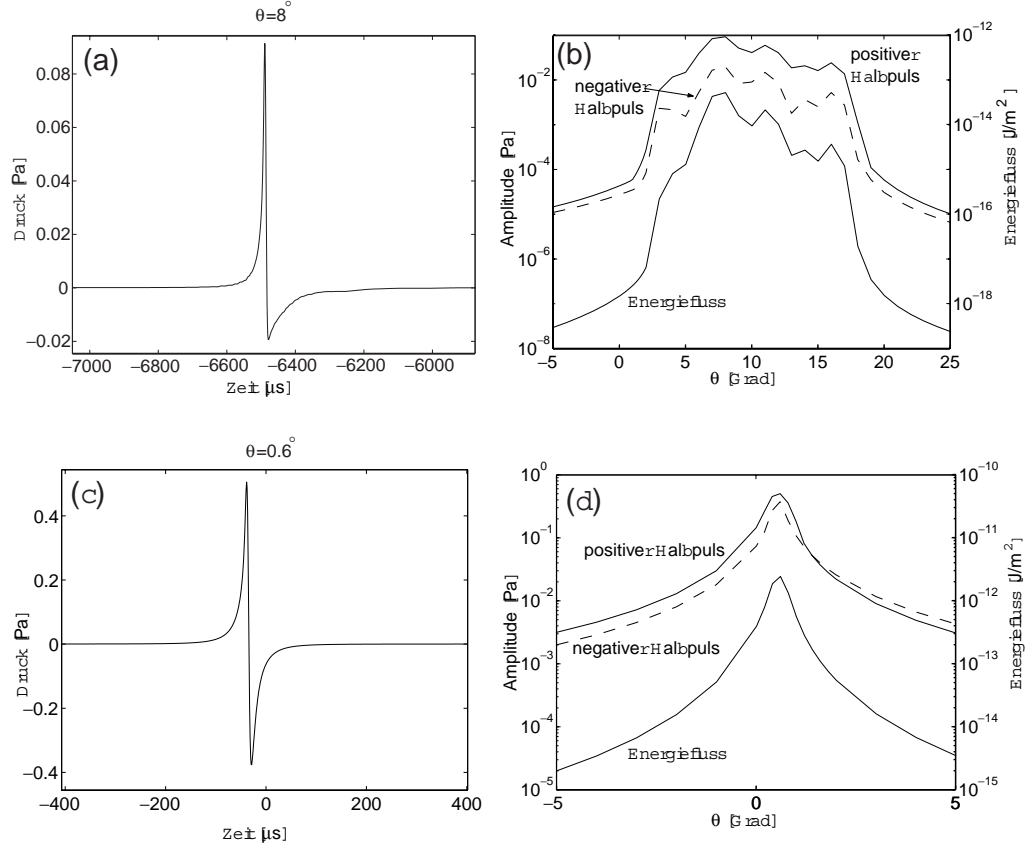 θ=8°
(a)
0.08
0.06
0.04
0.02
0
−0.02
Druck [Pa]
−7000 −6800 −6600 −6400 −6200 −6000
Zeit [μs]
(b)
positiver
Halbpuls
negativer
Halbpuls
Energiefluss
10⁻²
10⁻⁴
10⁻⁶
10⁻⁸
Amplitude [Pa]
10⁻¹²
10⁻¹⁴
10⁻¹⁶
10⁻¹⁸
Energiefluss [J/m²]
−5 0 5 10 15 20 25
θ [Grad]
θ=0.6°
(c)
0.4
0.2
0
−0.2
−0.4
Druck [Pa]
−400 −200 0 200 400
Zeit [μs]
(d)
positiver Halbpuls
negativer Halbpuls
Energiefluss
10⁰
10⁻¹
10⁻²
10⁻³
10⁻⁴
10⁻⁵
Amplitude [Pa]
10⁻¹⁰
10⁻¹¹
10⁻¹²
10⁻¹³
10⁻¹⁴
10⁻¹⁵
Energiefluss [J/m²]
−5 0 5
θ [Grad]